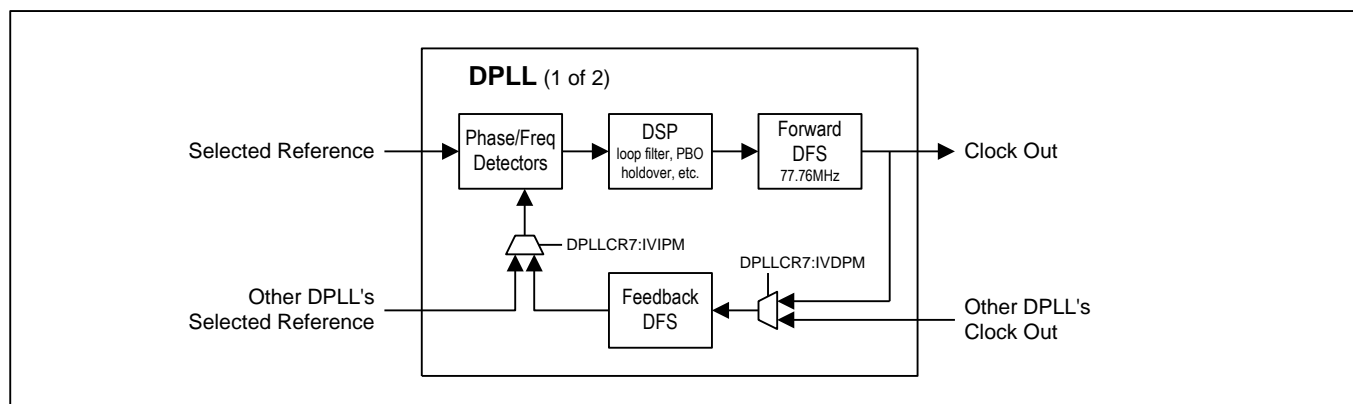 DPLL (1 of 2)
Selected Reference
Phase/Freq
Detectors
DSP
loop filter, PBO
holdover, etc.
Forward
DFS
77.76MHz
Clock Out
DPLLCR7:IVIPM
DPLLCR7:IVDPM
Other DPLL's
Selected Reference
Feedback
DFS
Other DPLL's
Clock Out